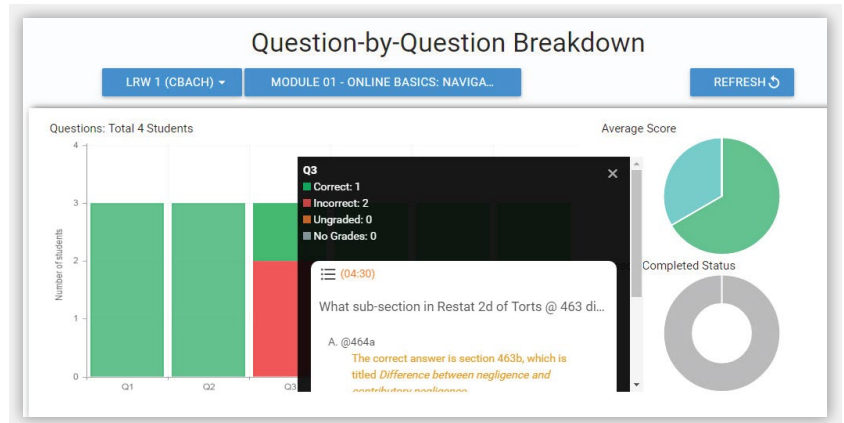 Question-by-Question Breakdown
LRW 1 (CBACH)
MODULE 01 - ONLINE BASICS: NAVIGA...
REFRESH
Questions: Total 4 Students
Average Score
4
3
2
1
0
Number of students
Q1
Q2
Q3
Q3
Correct: 1
Incorrect: 2
Ungraded: 0
No Grades: 0
(04:30)
What sub-section in Restat 2d of Torts @ 463 di...
A. @464a
The correct answer is section 463b, which is
titled Difference between negligence and
contributory negligence
Completed Status